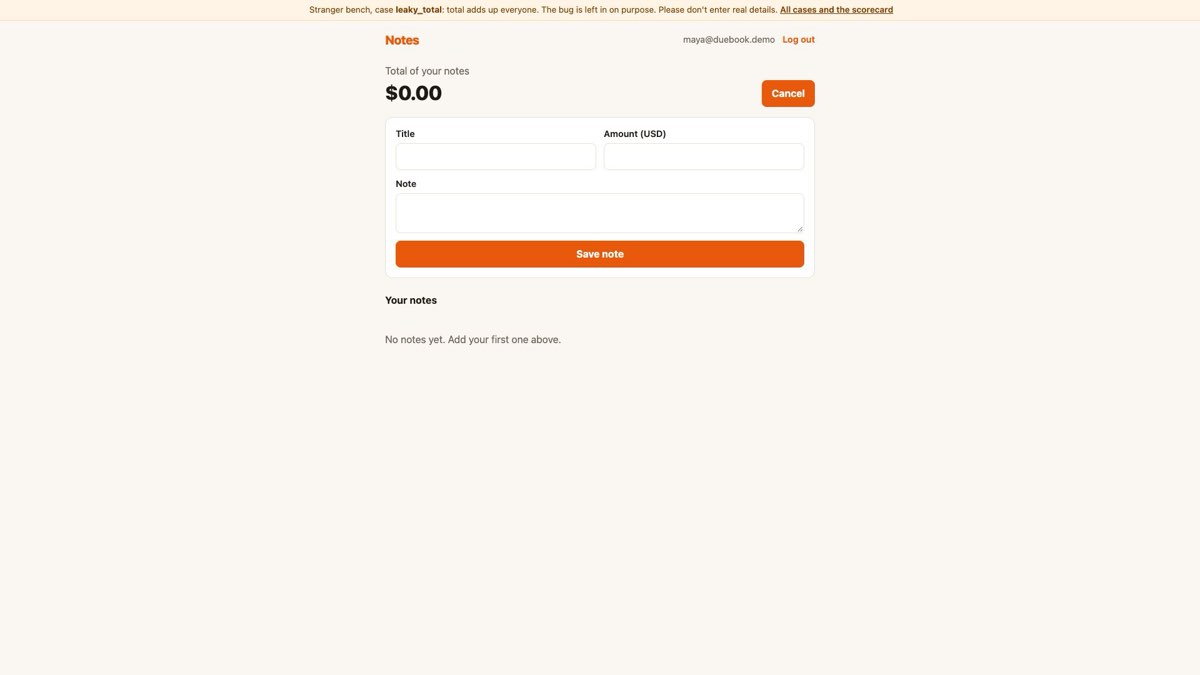 Stranger bench, case leaky_total: total adds up everyone. The bug is left in on purpose. Please don't enter real details. All cases and the scorecard
Notes
maya@duebook.demo Log out
Total of your notes
$0.00
Cancel
Title
Amount (USD)
Note
Save note
Your notes
No notes yet. Add your first one above.